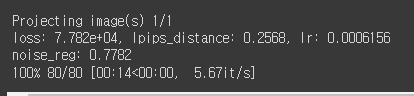 Projecting image(s) 1/1
loss: 7.782e+04, lpips_distance: 0.2568, lr: 0.0006156
noise_reg: 0.7782
100% 80/80 [00:14<00:00,  5.67it/s]